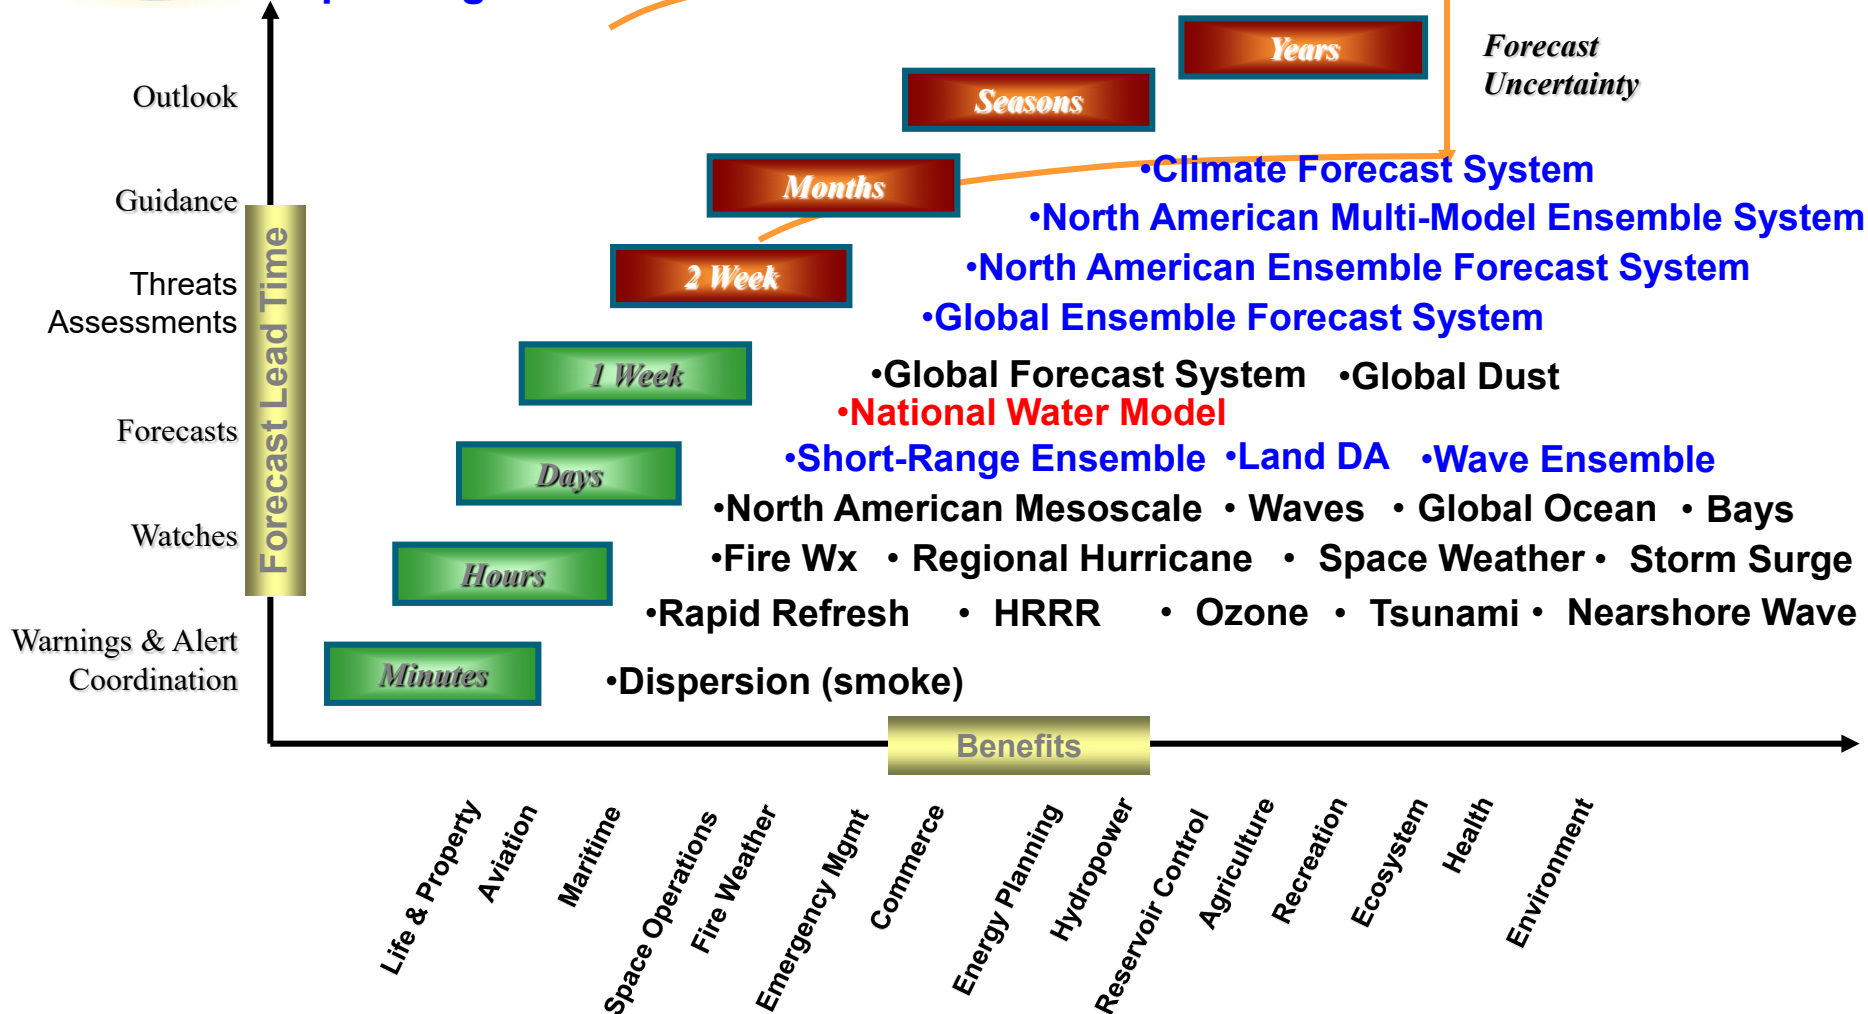 Years
Forecast
Uncertainty
Outlook
Seasons
•Climate Forecast System
Guidance
Months
•North American Multi-Model Ensemble System
Threats
Assessments
2 Week
•North American Ensemble Forecast System
•Global Ensemble Forecast System
1 Week
•Global Forecast System •Global Dust
•National Water Model
Forecasts
•Short-Range Ensemble •Land DA •Wave Ensemble
Days
•North American Mesoscale • Waves • Global Ocean • Bays
Watches
•Fire Wx • Regional Hurricane • Space Weather • Storm Surge
Hours
•Rapid Refresh • HRRR • Ozone • Tsunami • Nearshore Wave
Warnings & Alert
Coordination
Minutes
•Dispersion (smoke)
Forecast Lead Time
Benefits
Life & Property
Aviation
Maritime
Space Operations
Fire Weather
Emergency Mgmt
Commerce
Energy Planning
Hydropower
Reservoir Control
Agriculture
Recreation
Ecosystem
Health
Environment